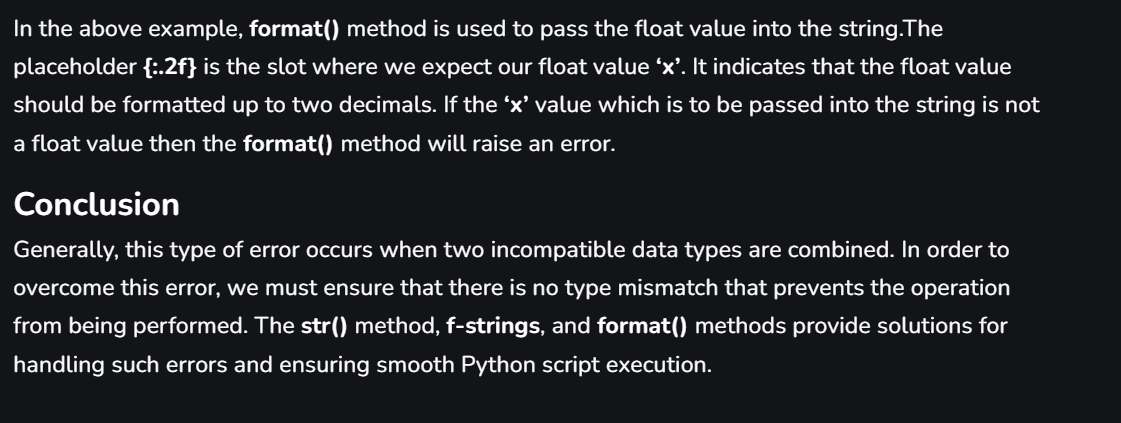 In the above example, format() method is used to pass the float value into the string.The
placeholder {:.2f} is the slot where we expect our float value ‘x’. It indicates that the float value
should be formatted up to two decimals. If the ‘x’ value which is to be passed into the string is not
a float value then the format() method will raise an error.
Conclusion
Generally, this type of error occurs when two incompatible data types are combined. In order to
overcome this error, we must ensure that there is no type mismatch that prevents the operation
from being performed. The str() method, f-strings, and format() methods provide solutions for
handling such errors and ensuring smooth Python script execution.